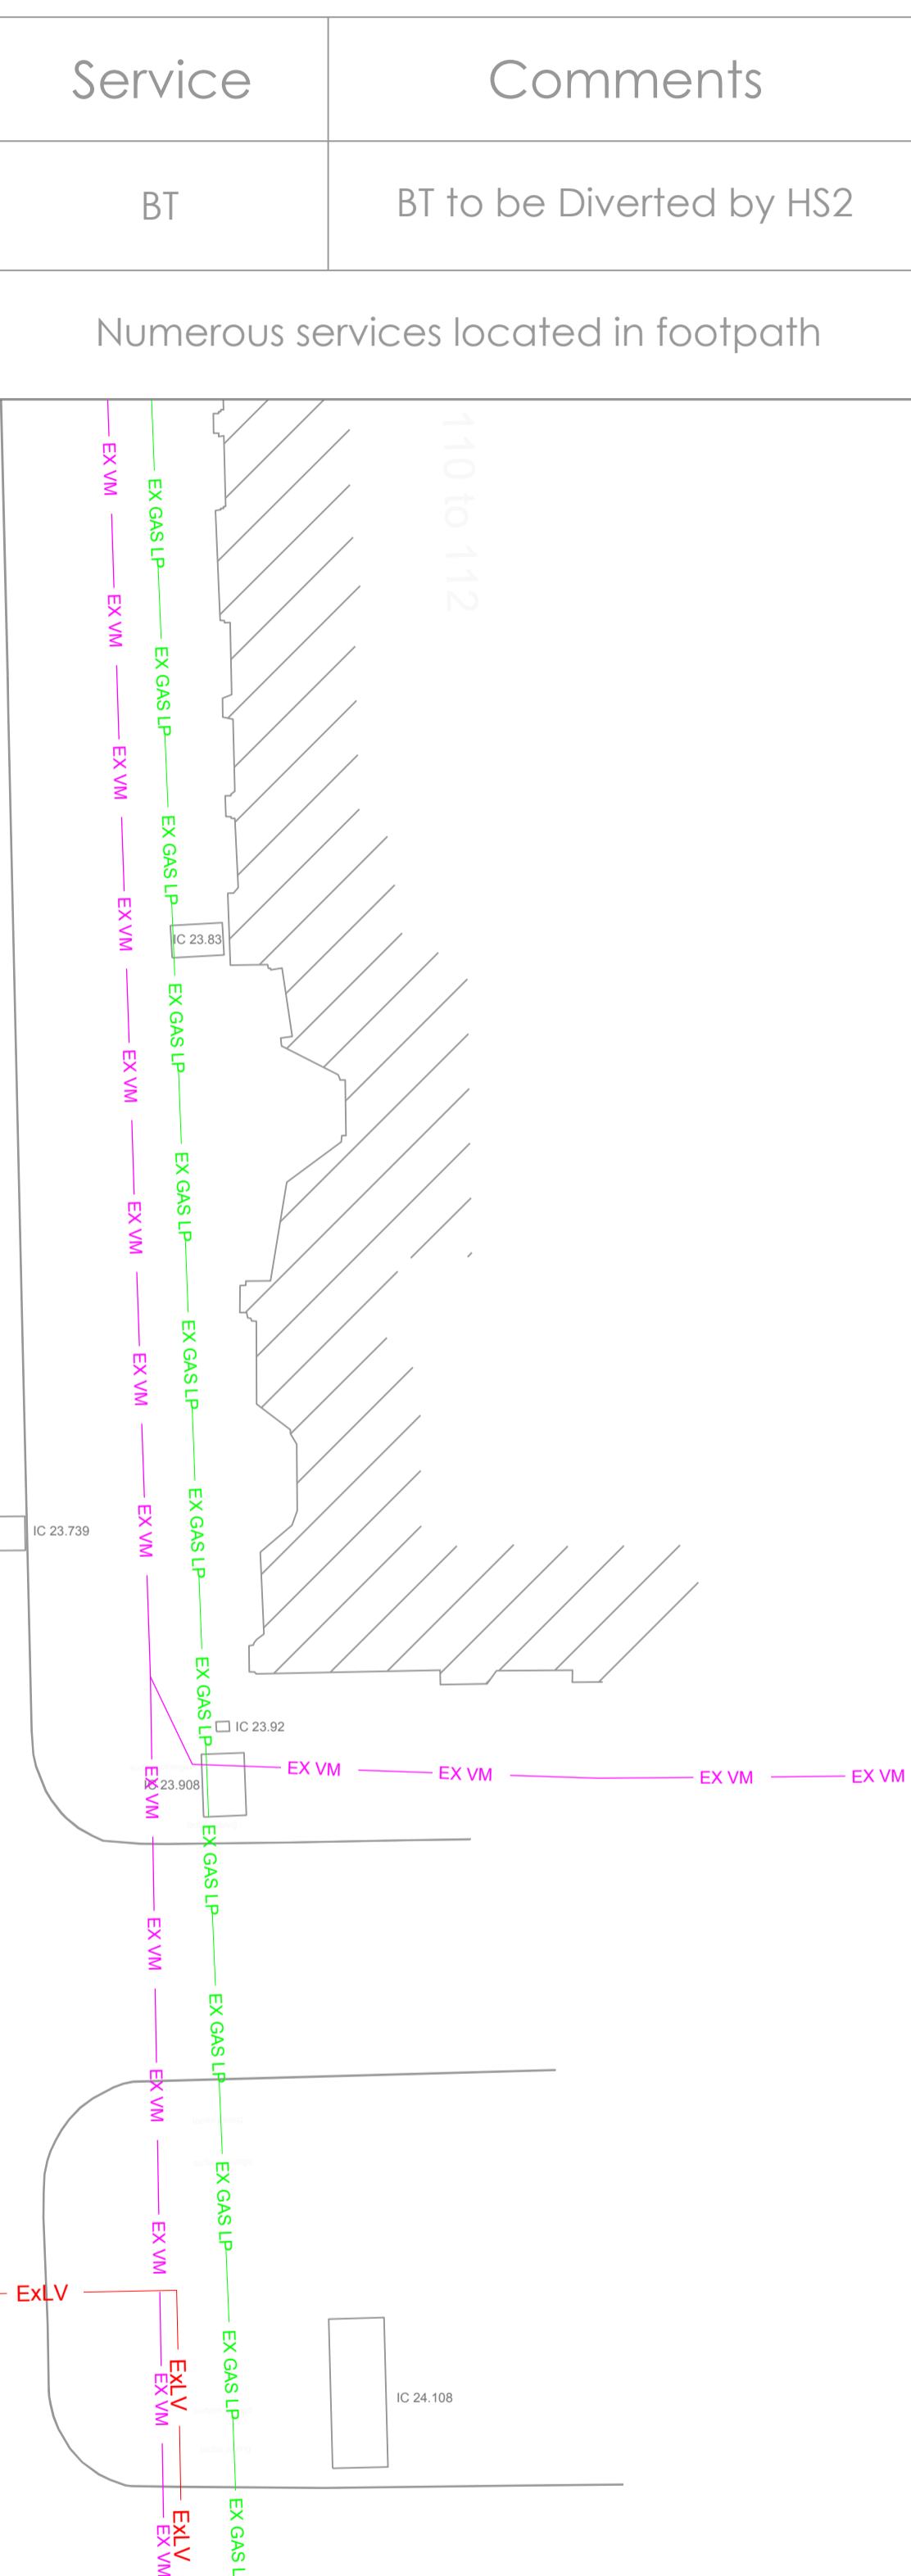 Service
Comments
BT
BT to be Diverted by HS2
Numerous services located in footpath
110 to 112
EX VM
EX GAS LP
EX VM
EX GAS LP
EX VM
EX GAS LP
EX VM
IC 23.83
EX GAS LP
EX VM
EX GAS LP
EX VM
EX GAS LP
EX VM
EX GAS LP
EX VM
IC 23.739
EX GAS LP
IC 23.92
EX VM
EX VM
EX VM
EX VM
EX VM
IC 23.908
EX GAS LP
EX VM
EX GAS LP
EX VM
EX GAS LP
EX VM
ExLV
EX GAS LP
ExLV
EX VM
IC 24.108
ExLV
EX VM
EX GAS L